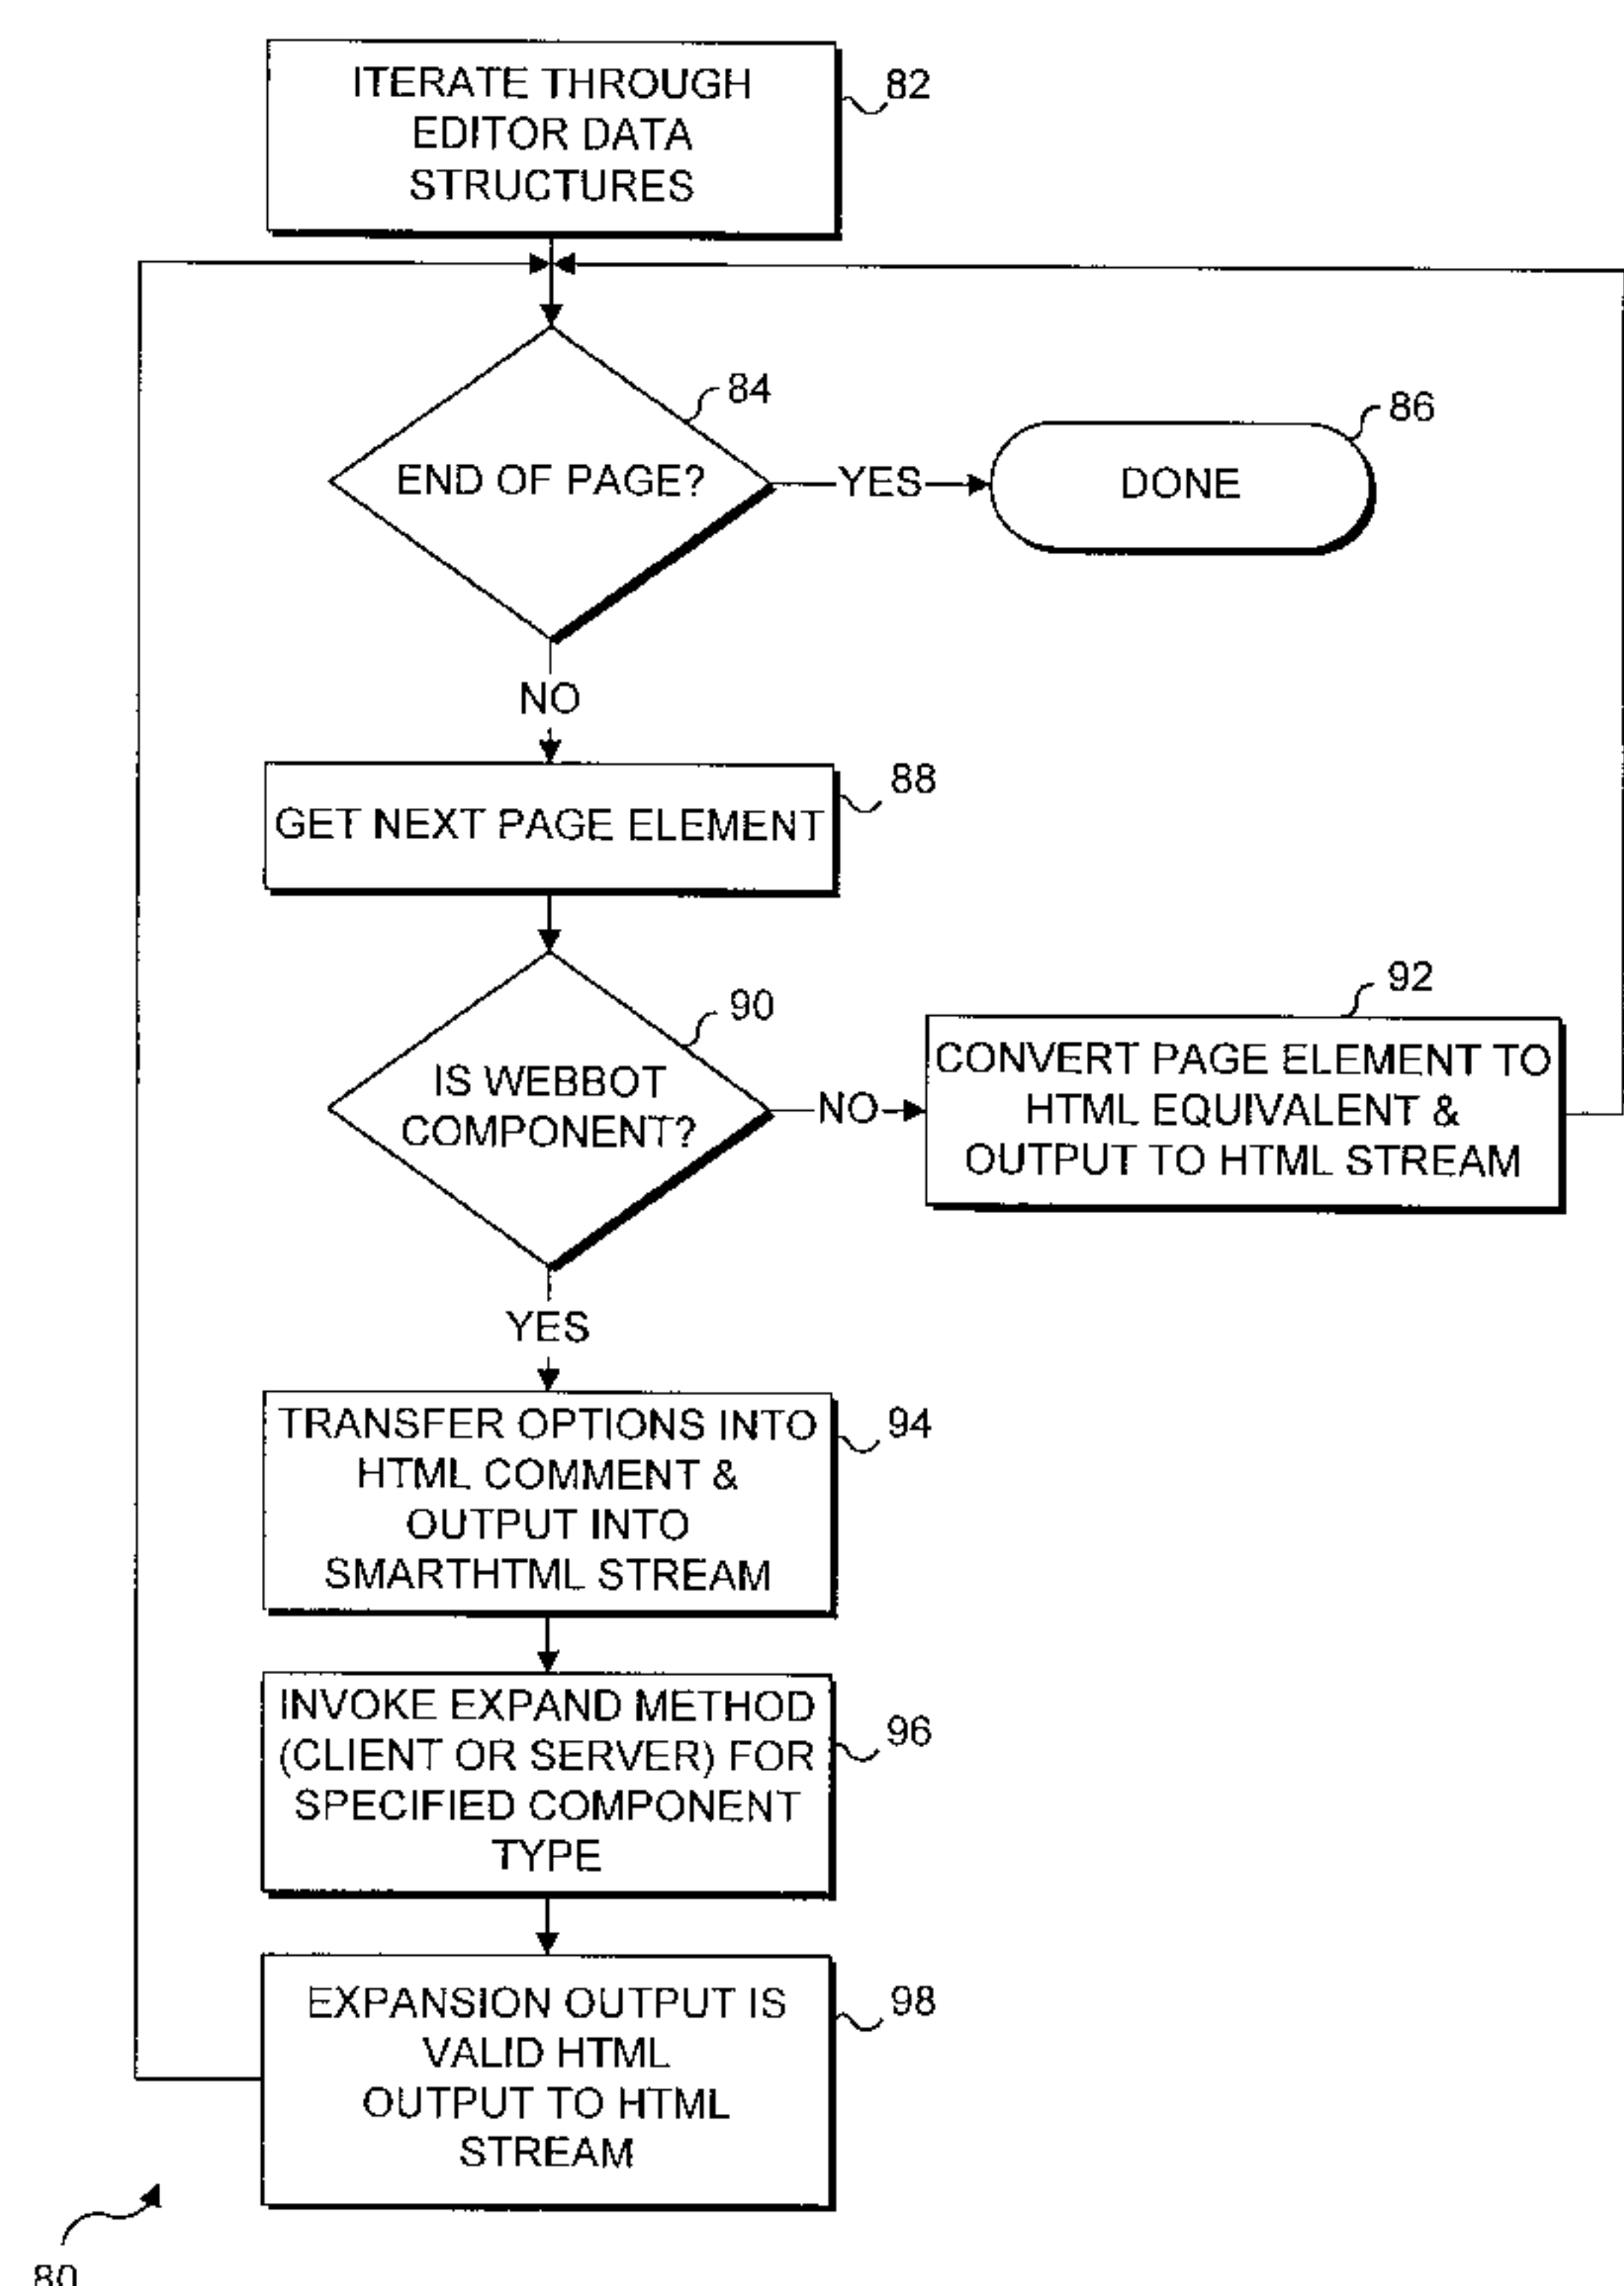 ITERATE THROUGH
EDITOR DATA
STRUCTURES
82
84
END OF PAGE?
YES
86
DONE
NO
88
GET NEXT PAGE ELEMENT
90
IS WEBBOT
COMPONENT?
NO
92
CONVERT PAGE ELEMENT TO
HTML EQUIVALENT &
OUTPUT TO HTML STREAM
YES
94
TRANSFER OPTIONS INTO
HTML COMMENT &
OUTPUT INTO
SMARTHTML STREAM
96
INVOKE EXPAND METHOD
(CLIENT OR SERVER) FOR
SPECIFIED COMPONENT
TYPE
98
EXPANSION OUTPUT IS
VALID HTML
OUTPUT TO HTML
STREAM
80